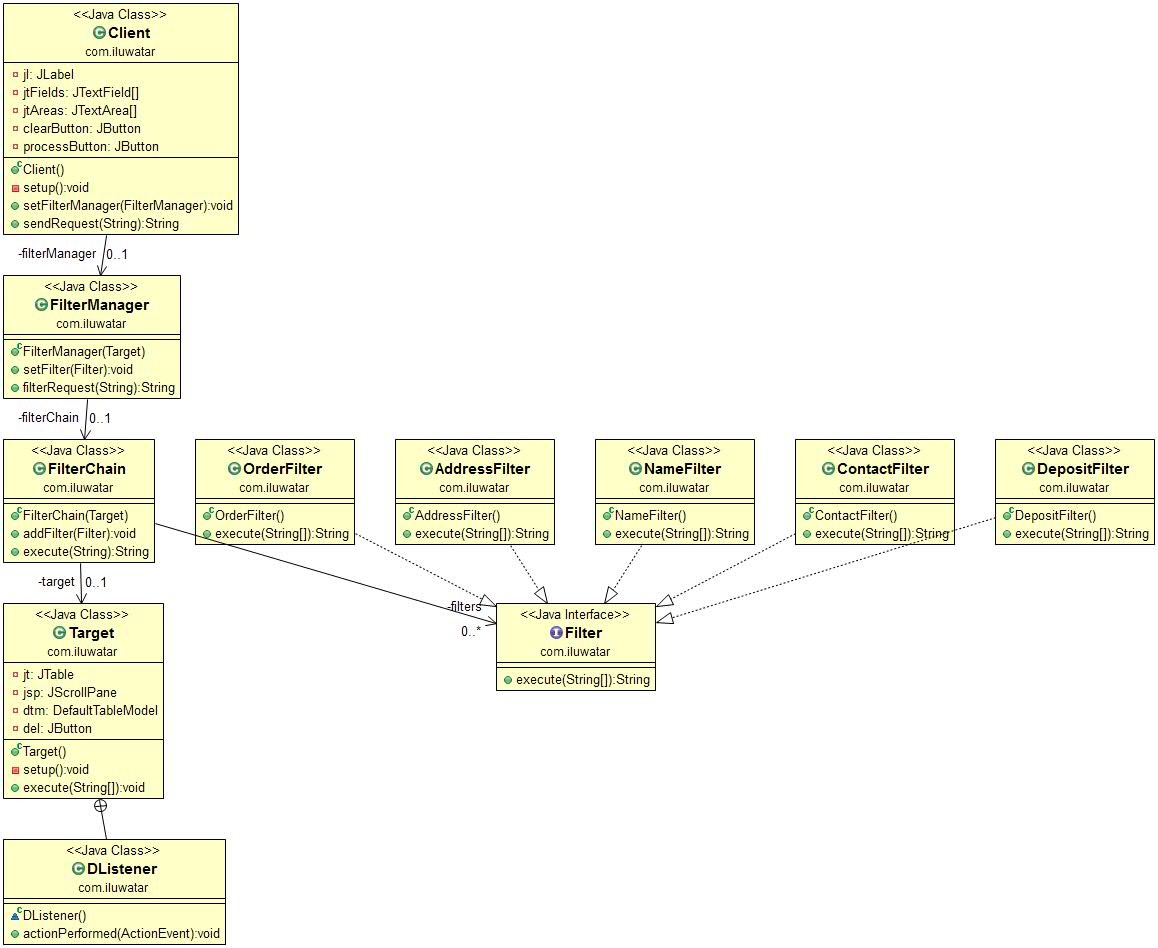 <<Java Class>>
Client
com.iluwatar
jl: JLabel
jtFields: JTextField[]
jtAreas: JTextArea[]
clearButton: JButton
processButton: JButton
Client()
setup():void
setFilterManager(FilterManager):void
sendRequest(String):String
-filterManager 0..1
<<Java Class>>
FilterManager
com.iluwatar
FilterManager(Target)
setFilter(Filter):void
filterRequest(String):String
-filterChain 0..1
<<Java Class>>
FilterChain
com.iluwatar
FilterChain(Target)
addFilter(Filter):void
execute(String):String
<<Java Class>>
OrderFilter
com.iluwatar
OrderFilter()
execute(String[]):String
<<Java Class>>
AddressFilter
com.iluwatar
AddressFilter()
execute(String[]):String
<<Java Class>>
NameFilter
com.iluwatar
NameFilter()
execute(String[]):String
<<Java Class>>
ContactFilter
com.iluwatar
ContactFilter()
execute(String[]):String
<<Java Class>>
DepositFilter
com.iluwatar
DepositFilter()
execute(String[]):String
-target 0..1
-filters
0..*
<<Java Class>>
Target
com.iluwatar
jt: JTable
jsp: JScrollPane
dtm: DefaultTableModel
del: JButton
Target()
setup():void
execute(String[]):void
<<Java Interface>>
Filter
com.iluwatar
execute(String[]):String
<<Java Class>>
DListener
com.iluwatar
DListener()
actionPerformed(ActionEvent):void